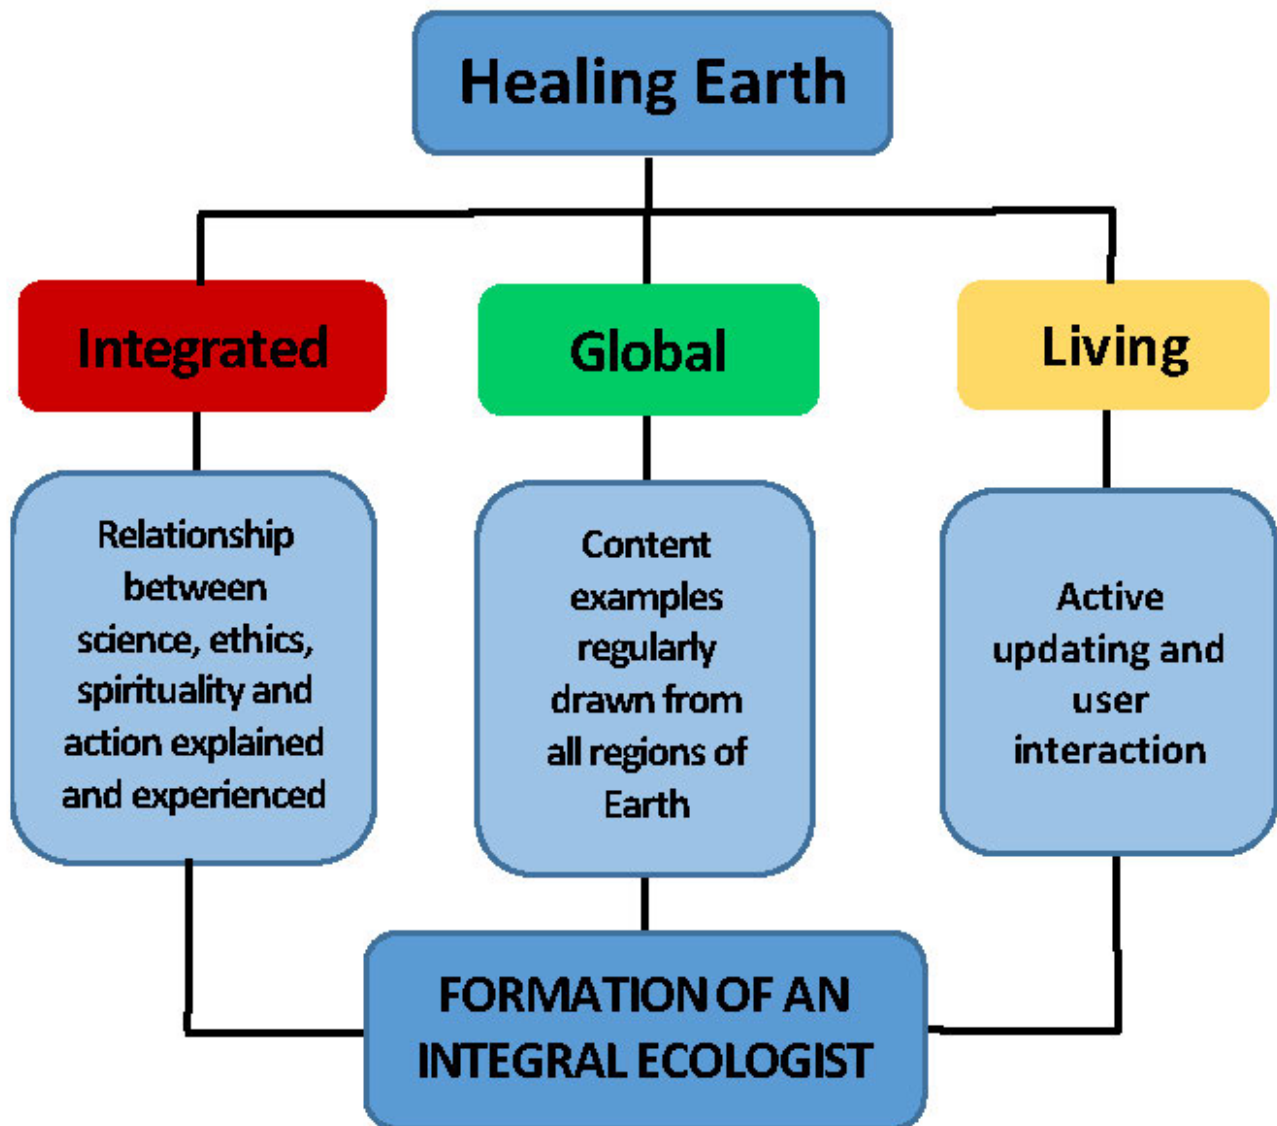 Healing Earth
Integrated
Global
Living
Relationship
between
science, ethics,
spirituality and
action explained
and experienced
Content
examples
regularly
drawn from
all regions of
Earth
Active
updating and
user
interaction
FORMATION OF AN
INTEGRAL ECOLOGIST